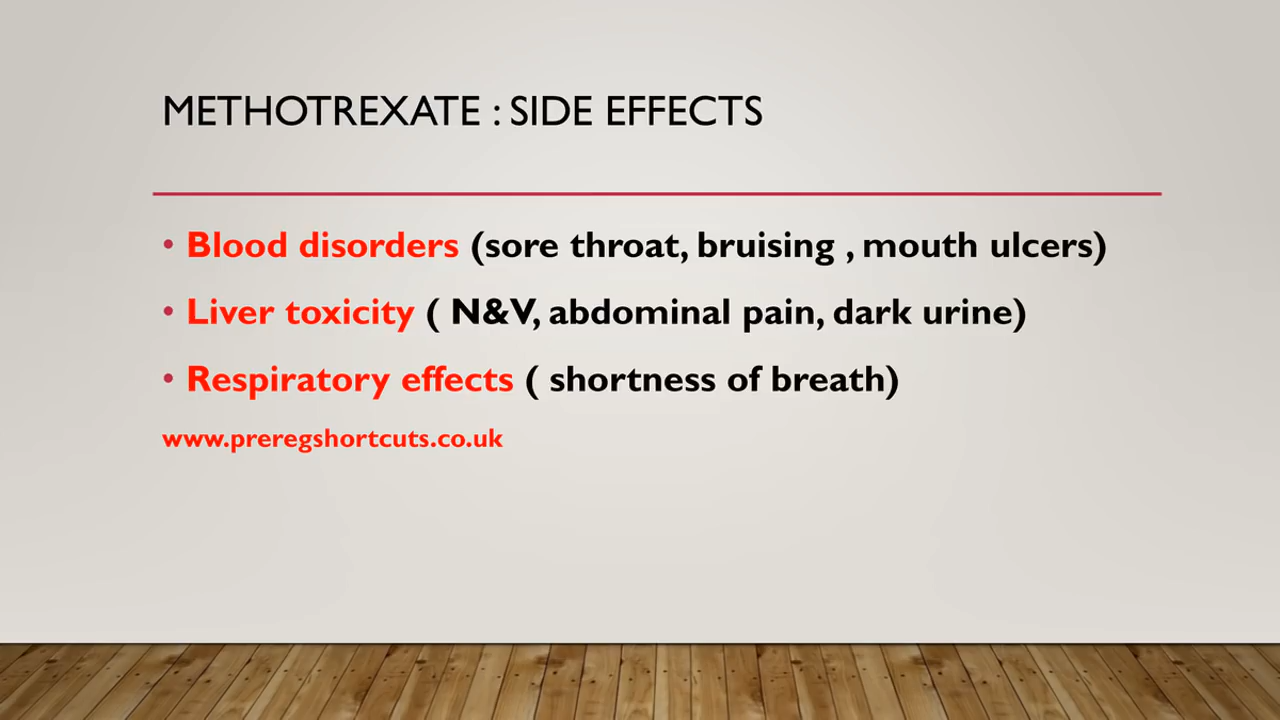 METHOTREXATE : SIDE EFFECTS
• Blood disorders (sore throat, bruising , mouth ulcers)
• Liver toxicity ( N&V, abdominal pain, dark urine)
• Respiratory effects ( shortness of breath)
www.preregshortcuts.co.uk